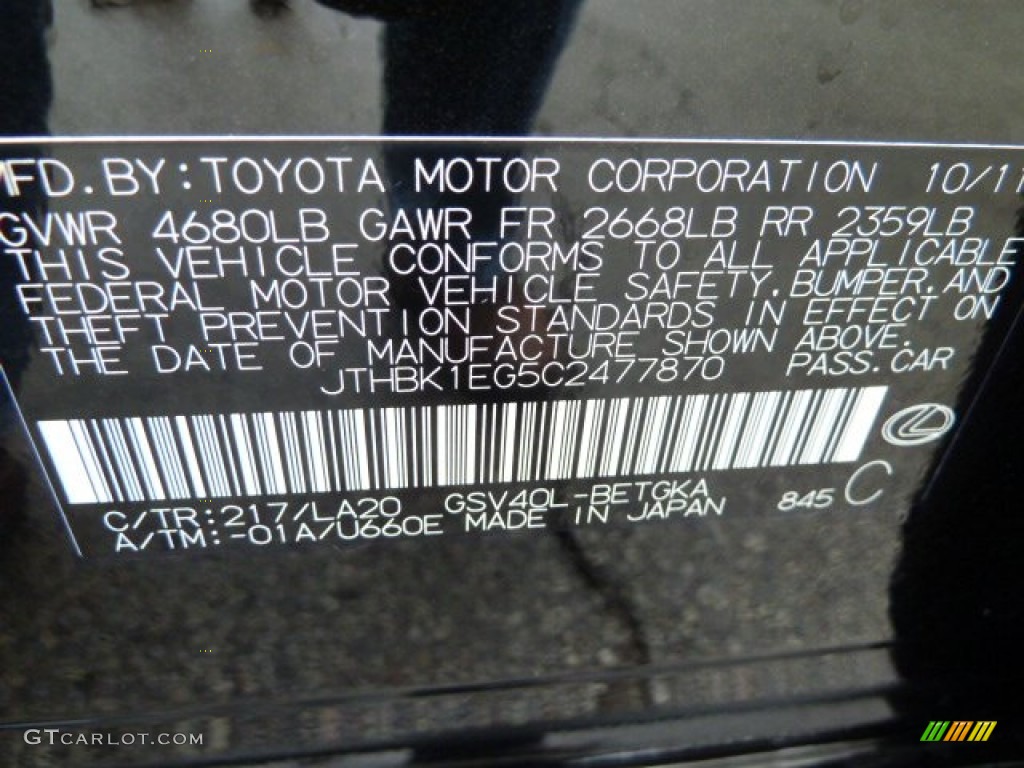 MFD. BY: TOYOTA MOTOR CORPORATION 10/11
GVWR 4680LB GAWR FR 2668LB RR 2359LB
THIS VEHICLE CONFORMS TO ALL APPLICABLE
FEDERAL MOTOR VEHICLE SAFETY, BUMPER, AND
THEFT PREVENTION STANDARDS IN EFFECT ON
THE DATE OF MANUFACTURE SHOWN ABOVE.
JTHBK1EG5C2477870 PASS. CAR
C/TR: 217/LA20 GSV40L-BETGKA 845 C
A/TM: -01A/U660E MADE IN JAPAN
GTCARLOT.COM